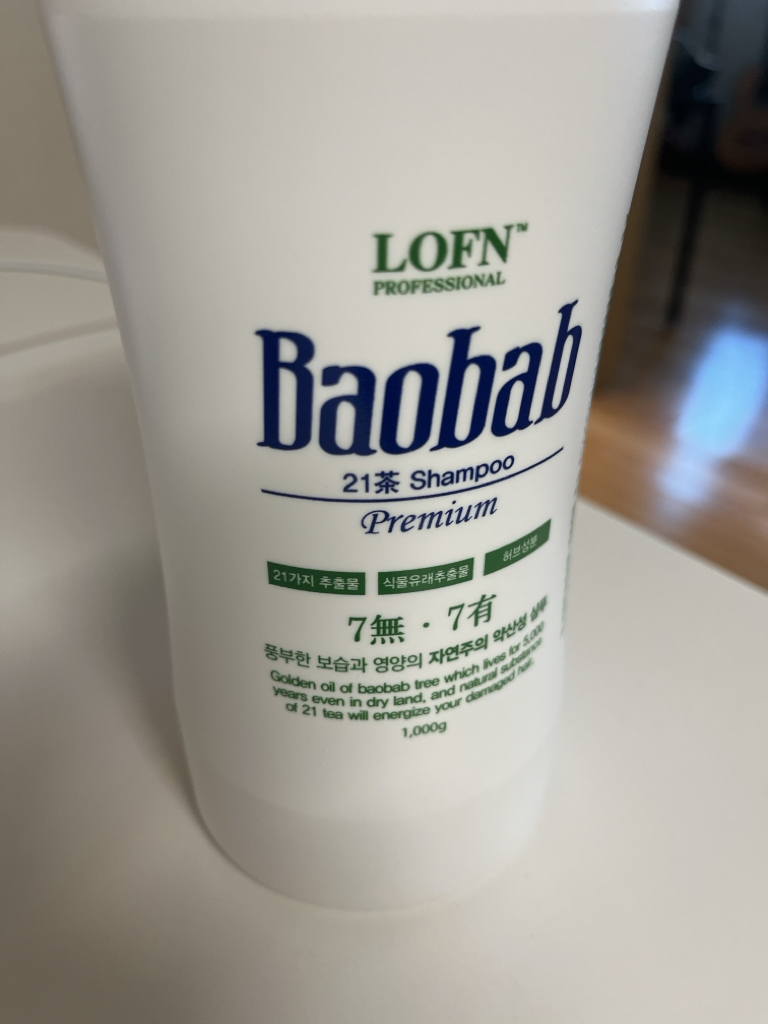 LOFN™
PROFESSIONAL
Baobab
21茶 Shampoo
Premium
21가지 추출물
식물유래추출물
허브성분
7無 · 7有
풍부한 보습과 영양의 자연주의 약산성 샴푸
Golden oil of baobab tree which lives for 5,000
years even in dry land, and natural substance
of 21 tea will energize your damaged hair.
1,000g